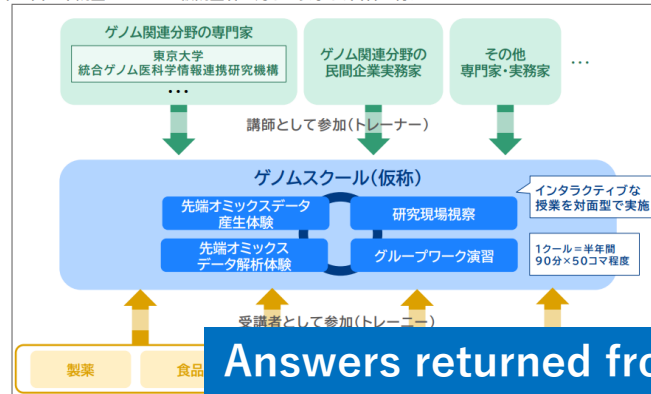 ゲノム関連分野の専門家
東京大学
統合ゲノム医科学情報連携研究機構
•••
ゲノム関連分野の
民間企業実務家
その他
専門家・実務家
…
講師として参加(トレーナー)
ゲノムスクール(仮称)
先端オミックスデータ
産生体験
研究現場視察
先端オミックス
データ解析体験
グループワーク演習
インタラクティブな
授業を対面型で実施
1クール=半年間
90分×50コマ程度
受講者として参加(トレーニー)
製薬
食品
Answers returned fro